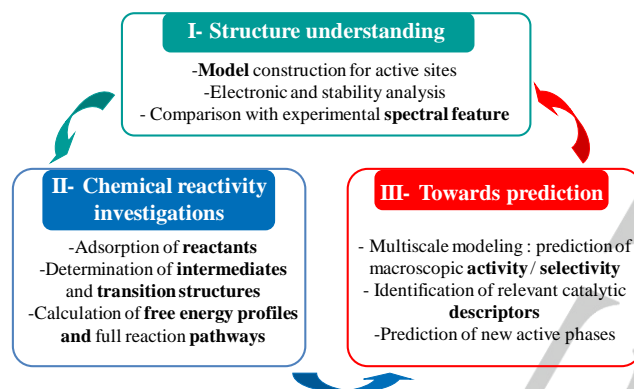 I- Structure understanding
-Model construction for active sites
-Electronic and stability analysis
- Comparison with experimental spectral feature
II- Chemical reactivity
investigations
-Adsorption of reactants
-Determination of intermediates
and transition structures
-Calculation of free energy profiles
and full reaction pathways
III- Towards prediction
- Multiscale modeling : prediction of
macroscopic activity / selectivity
- Identification of relevant catalytic
descriptors
-Prediction of new active phases